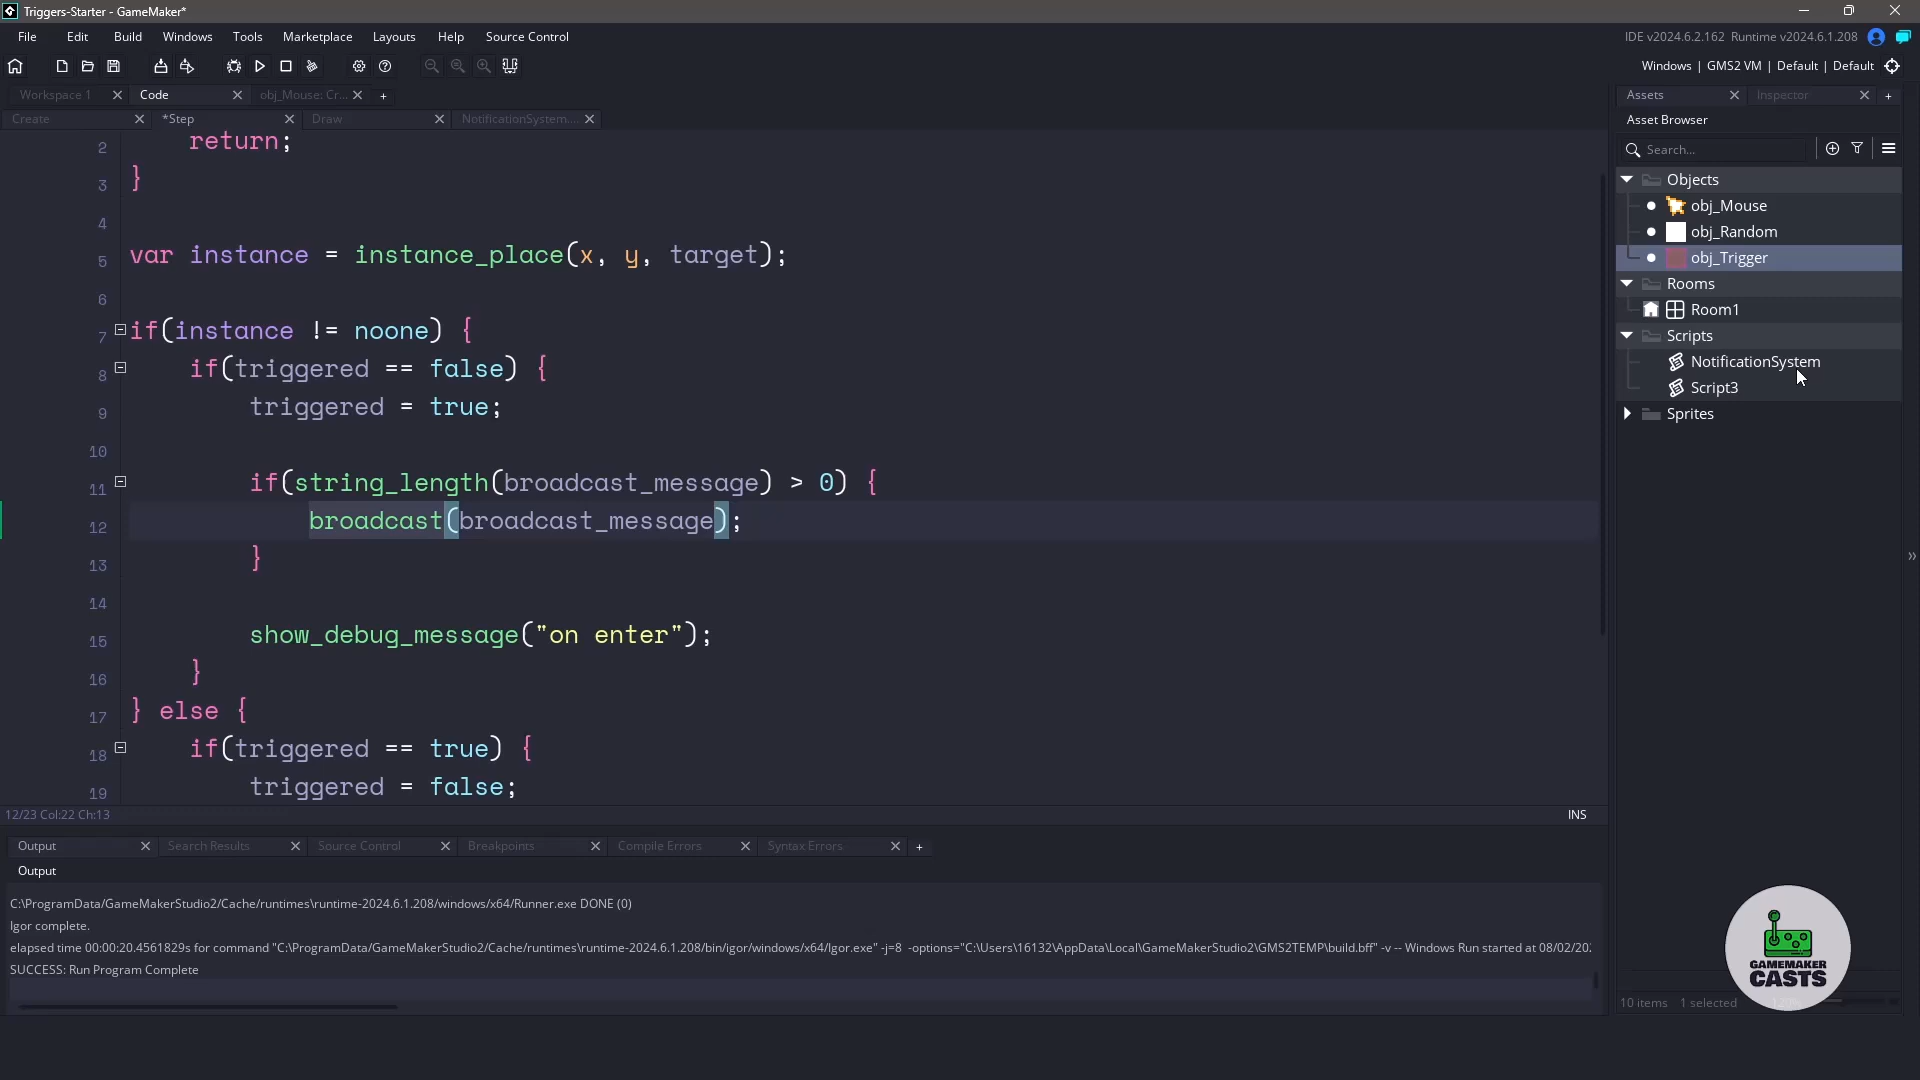 Triggers-Starter - GameMaker*
File Edit Build Windows Tools Marketplace Layouts Help Source Control
IDE v2024.6.2.162 Runtime v2024.6.1.208
Windows | GMS2 VM | Default | Default
Workspace 1 Code obj_Mouse: Cr... +
Create *Step Draw NotificationSystem....
2 return;
3 }
4
5 var instance = instance_place(x, y, target);
6
7 if(instance != noone) {
8 if(triggered == false) {
9 triggered = true;
10
11 if(string_length(broadcast_message) > 0) {
12 broadcast(broadcast_message);
13 }
14
15 show_debug_message("on enter");
16 }
17 } else {
18 if(triggered == true) {
19 triggered = false;
12/23 Col:22 Ch:13 INS
Output Search Results Source Control Breakpoints Compile Errors Syntax Errors +
Output
C:\ProgramData/GameMakerStudio2/Cache/runtimes\runtime-2024.6.1.208/windows/x64/Runner.exe DONE (0)
Igor complete.
elapsed time 00:00:20.4561829s for command "C:\ProgramData/GameMakerStudio2/Cache/runtimes\runtime-2024.6.1.208/bin/igor/windows/x64/Igor.exe" -j=8 -options="C:\Users\16132\AppData\Local\GameMakerStudio2\GMS2TEMP\build.bff" -v -- Windows Run started at 08/02/202
SUCCESS: Run Program Complete
Assets Inspector +
Asset Browser
Search...
Objects
obj_Mouse
obj_Random
obj_Trigger
Rooms
Room1
Scripts
NotificationSystem
Script3
Sprites
GAMEMAKER
CASTS
10 items 1 selected 120%